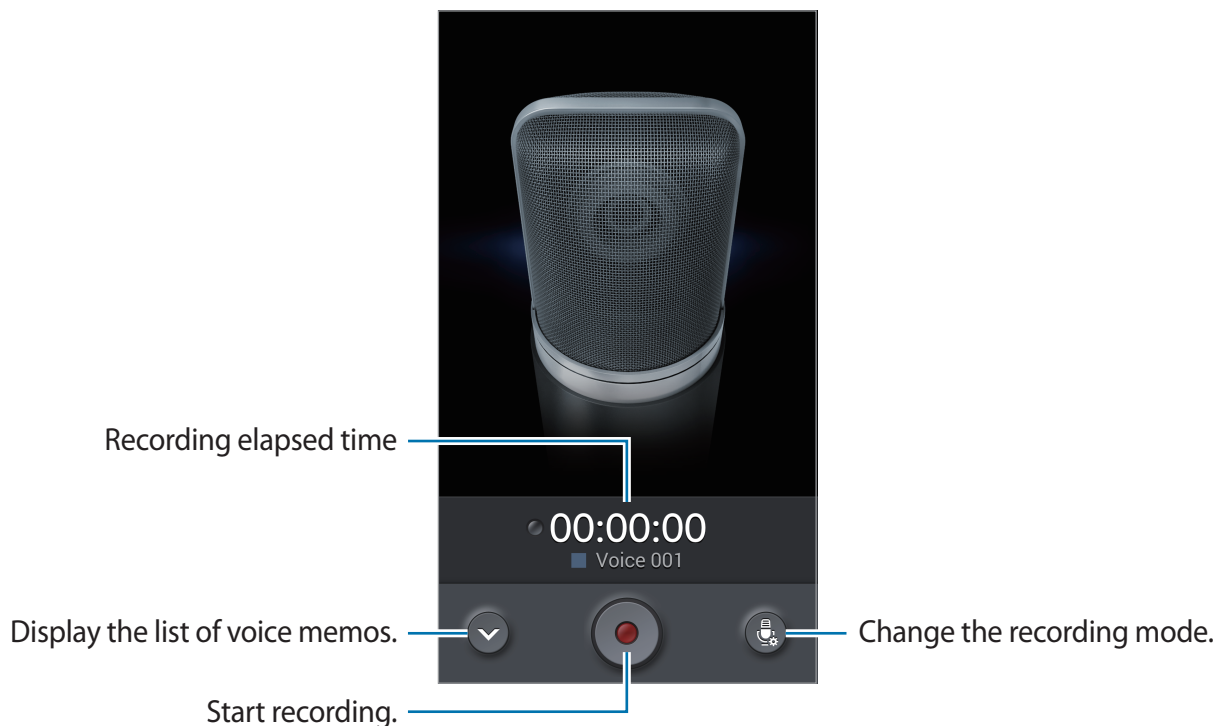 Recording elapsed time
00:00:00
Voice 001
Display the list of voice memos.
Change the recording mode.
Start recording.